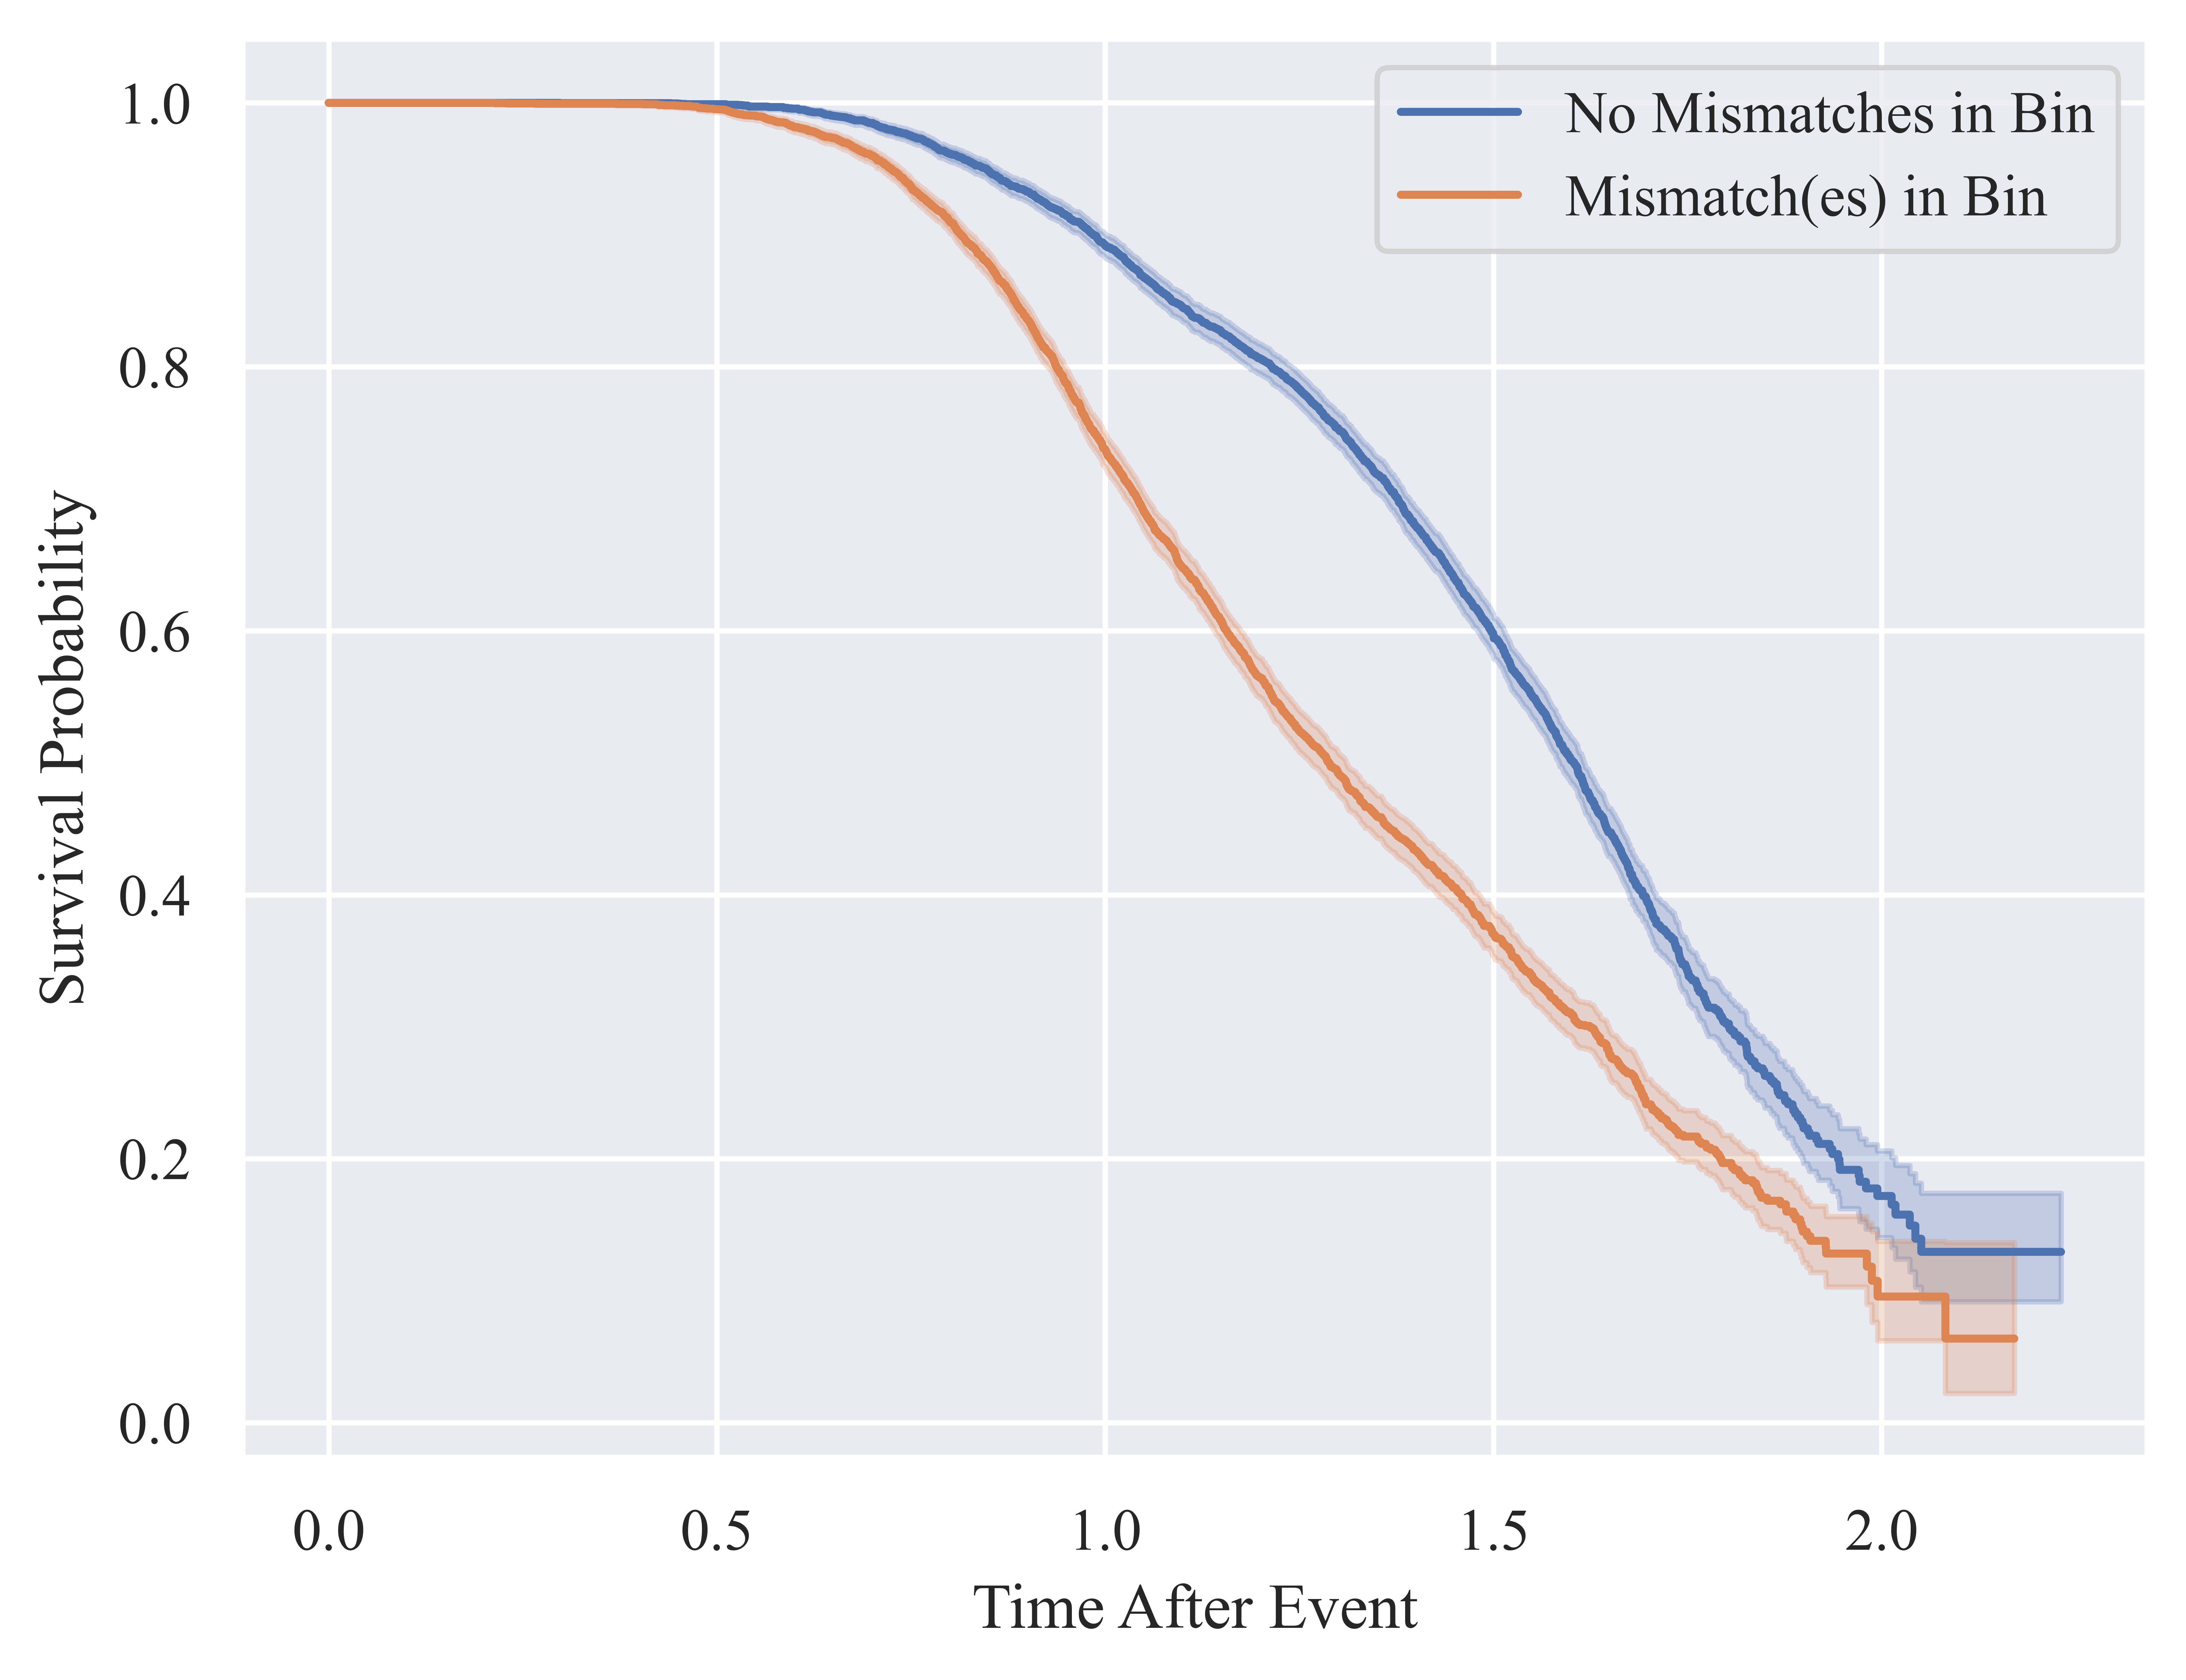 No Mismatches in Bin
Mismatch(es) in Bin
1.0
0.8
0.6
0.4
0.2
0.0
Survival Probability
0.0 0.5 1.0 1.5 2.0
Time After Event